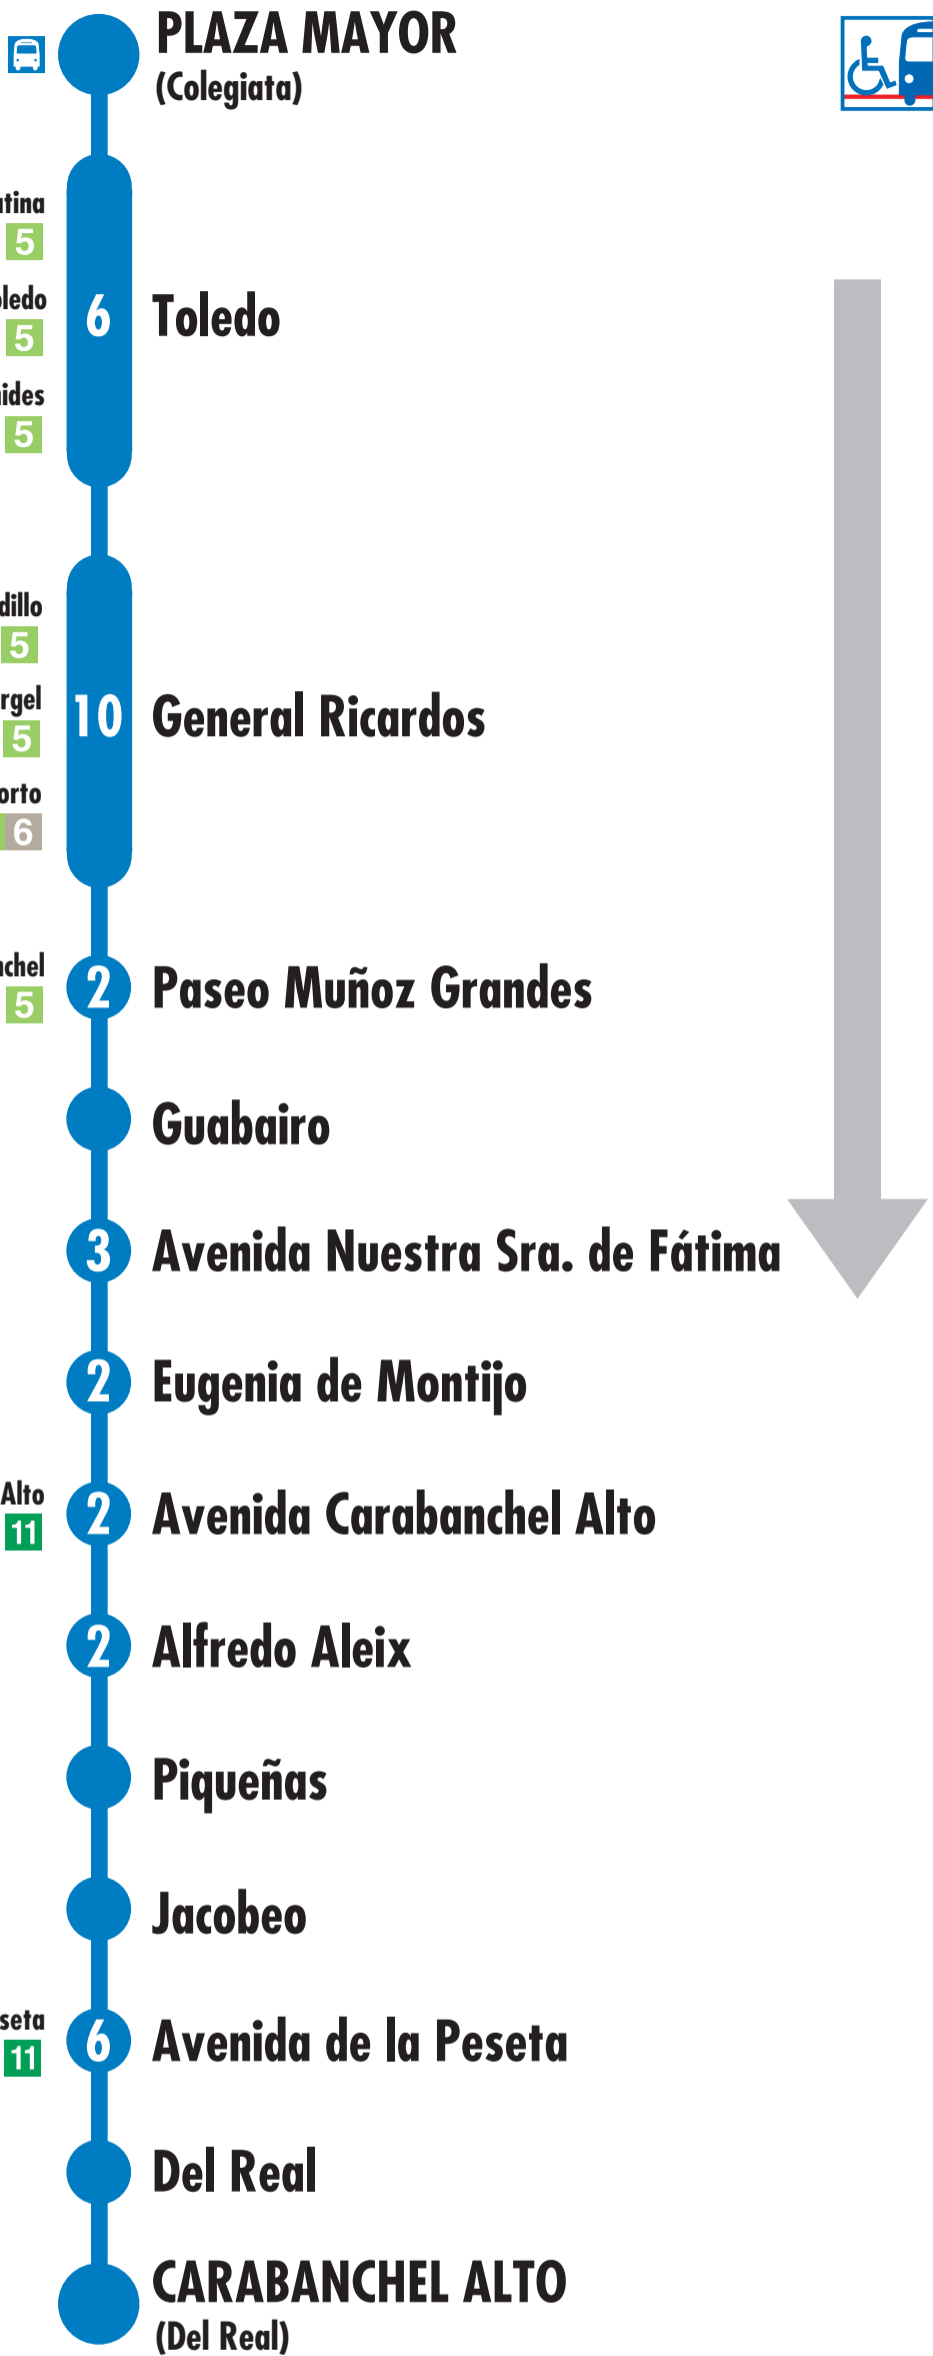 PLAZA MAYOR
(Colegiata)
5
5
6 Toledo
5
5
10 General Ricardos
5
6
2 Paseo Muñoz Grandes
5
Guabairo
3 Avenida Nuestra Sra. de Fátima
2 Eugenia de Montijo
Alto
11
2 Avenida Carabanchel Alto
2 Alfredo Aleix
Piqueñas
Jacobeo
11
6 Avenida de la Peseta
Del Real
CARABANCHEL ALTO
(Del Real)